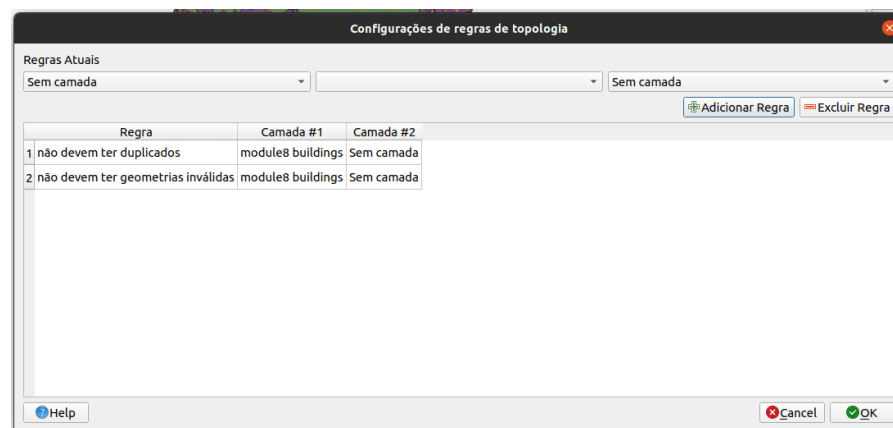 Configurações de regras de topologia
Regras Atuais
Sem camada Sem camada
Adicionar Regra Excluir Regra
Regra Camada #1 Camada #2
1 não devem ter duplicados module8 buildings Sem camada
2 não devem ter geometrias inválidas module8 buildings Sem camada
Help Cancel OK